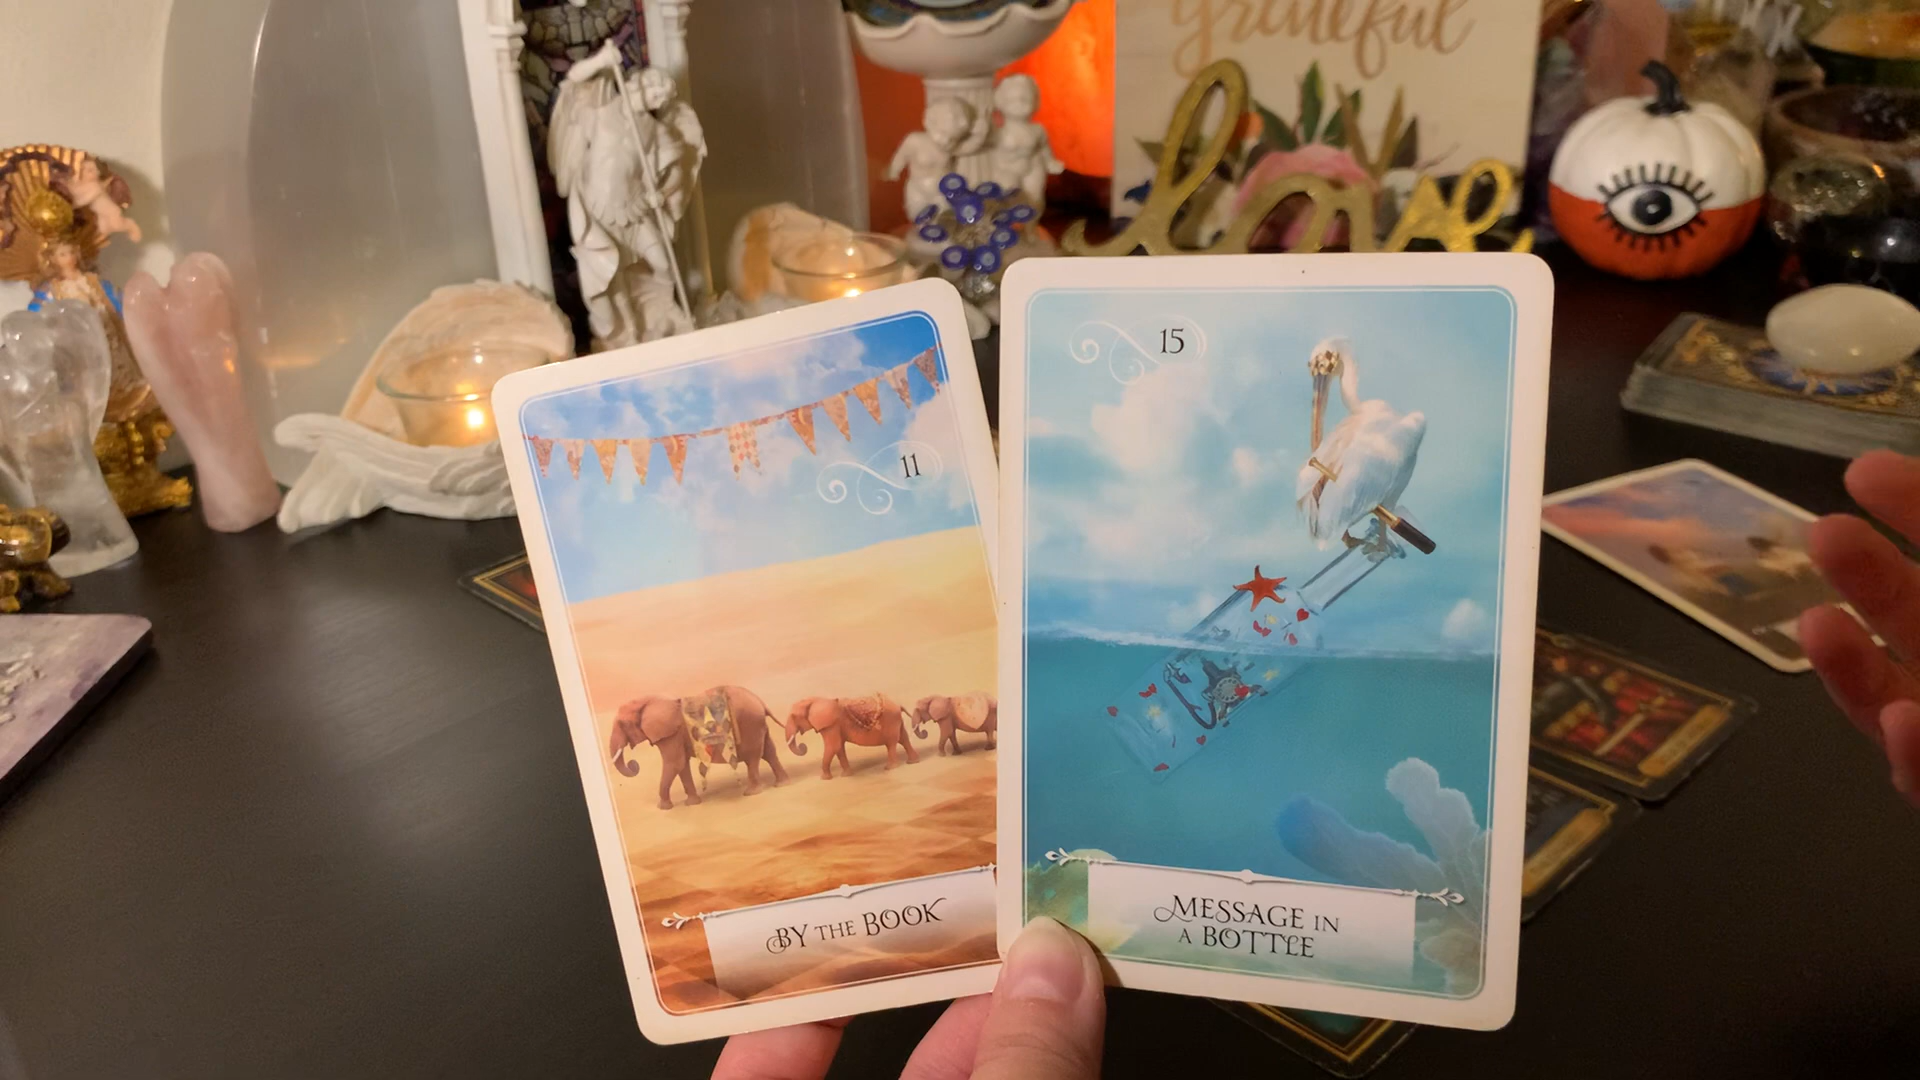 grateful
love
11
BY THE BOOK
15
MESSAGE IN
A BOTTLE